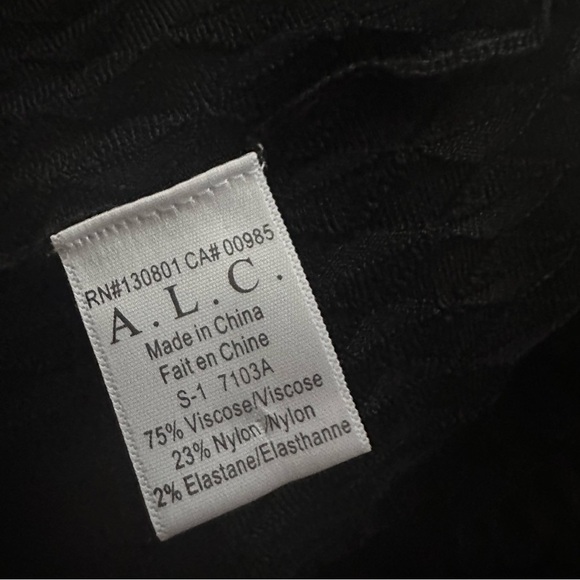 RN#130801 CA# 00985
A.L.C.
Made in China
Fait en Chine
S-1 7103A
75% Viscose/Viscose
23% Nylon/Nylon
2% Elastane/Elasthanne